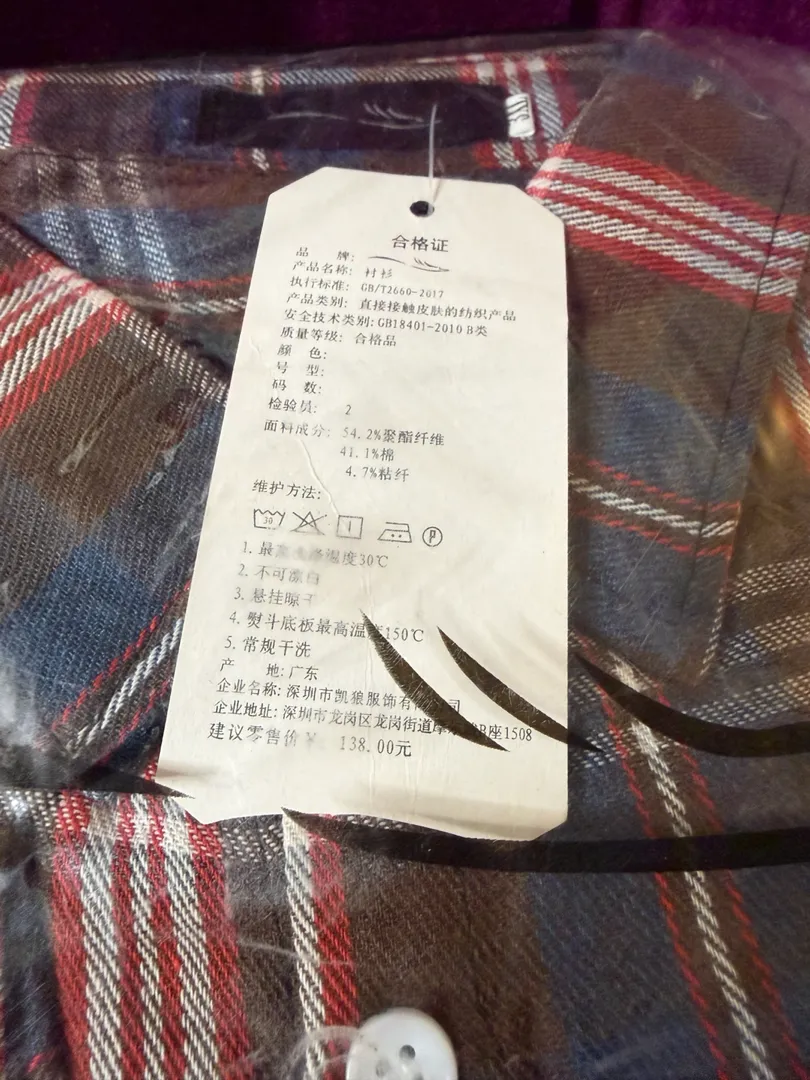 合格证
品 牌:
产品名称: 衬衫
执行标准: GB/T2660-2017
产品类别: 直接接触皮肤的纺织产品
安全技术类别:GB18401-2010 B类
质量等级: 合格品
颜 色:
号 型:
码 数:
检验员: 2
面料成分: 54.2%聚酯纤维
41.1%棉
4.7%粘纤
维护方法:
30 P
1. 最 温度30℃
2. 不可漂白
3. 悬挂晾干
4. 熨斗底板最高温度150℃
5. 常规干洗
产 地:广东
企业名称:深圳市凯狼服饰有 公司
企业地址:深圳市龙岗区龙岗街道 B座1508
建议零售价¥: 138.00元